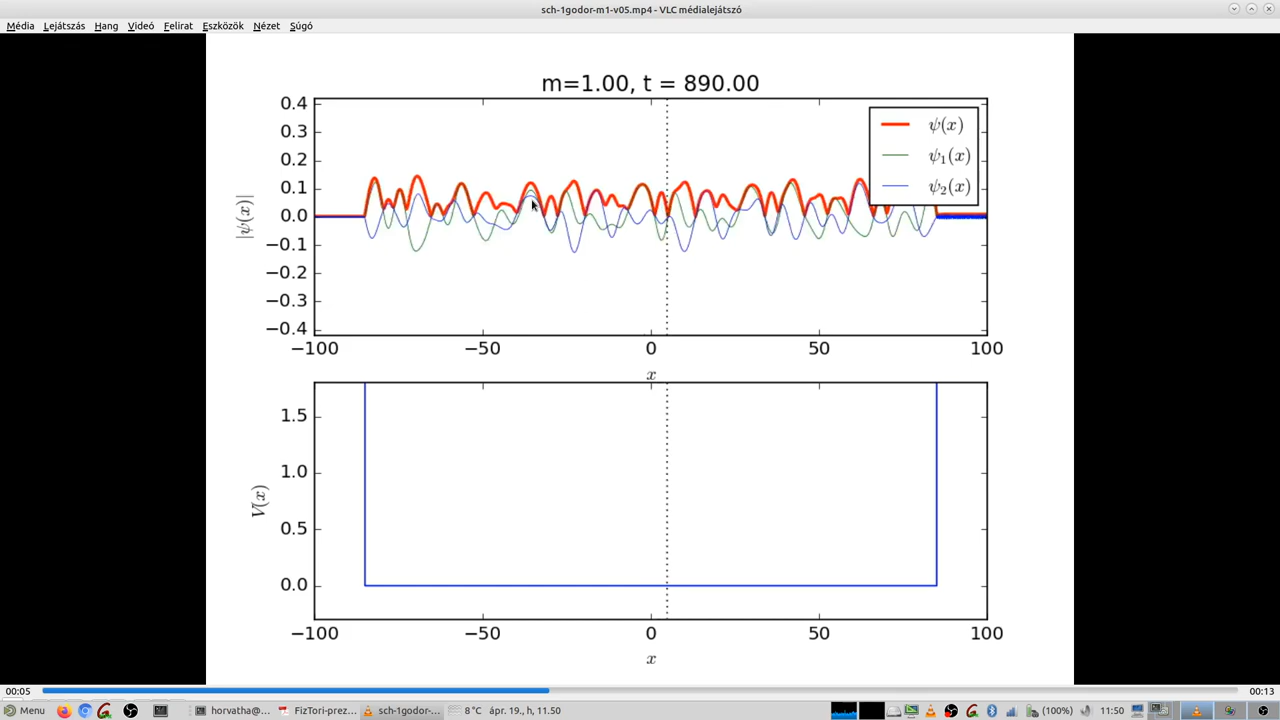 sch-1godor-m1-v05.mp4 - VLC médialejátszó
Média Lejátszás Hang Videó Felirat Eszközök Nézet Súgó
m=1.00, t = 890.00
0.4
0.3
0.2
0.1
0.0
−0.1
−0.2
−0.3
−0.4
|ψ(x)|
ψ(x)
ψ₁(x)
ψ₂(x)
−100 −50 0 50 100
x
1.5
1.0
0.5
0.0
V(x)
−100 −50 0 50 100
x
00:05 00:13
Menu horvatha@... FizTori-prez... sch-1godor-... 8 °C ápr. 19., h, 11.50 (100%) 11:50